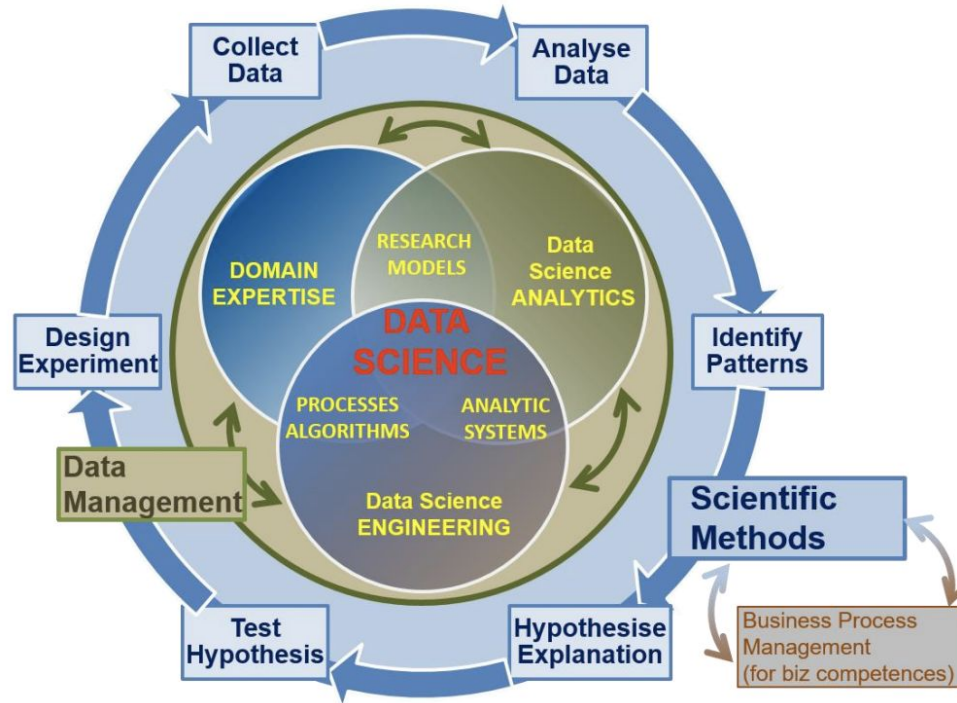 Collect
Data
Analyse
Data
RESEARCH
MODELS
DOMAIN
EXPERTISE
Data
Science
ANALYTICS
DATA
SCIENCE
Design
Experiment
Identify
Patterns
PROCESSES
ALGORITHMS
ANALYTIC
SYSTEMS
Data
Management
Data Science
ENGINEERING
Scientific
Methods
Test
Hypothesis
Hypothesise
Explanation
Business Process
Management
(for biz competences)